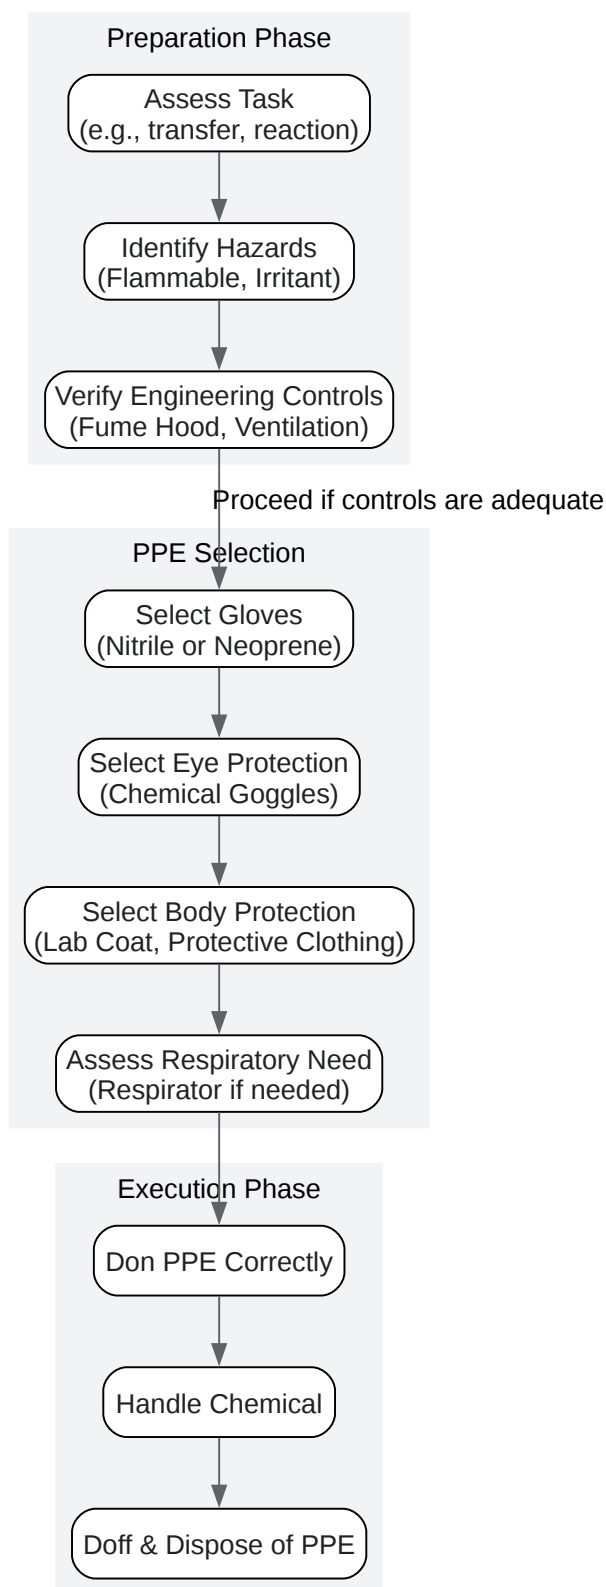 Preparation Phase
Assess Task
(e.g., transfer, reaction)
Identify Hazards
(Flammable, Irritant)
Verify Engineering Controls
(Fume Hood, Ventilation)
Proceed if controls are adequate
PPE Selection
Select Gloves
(Nitrile or Neoprene)
Select Eye Protection
(Chemical Goggles)
Select Body Protection
(Lab Coat, Protective Clothing)
Assess Respiratory Need
(Respirator if needed)
Execution Phase
Don PPE Correctly
Handle Chemical
Doff & Dispose of PPE